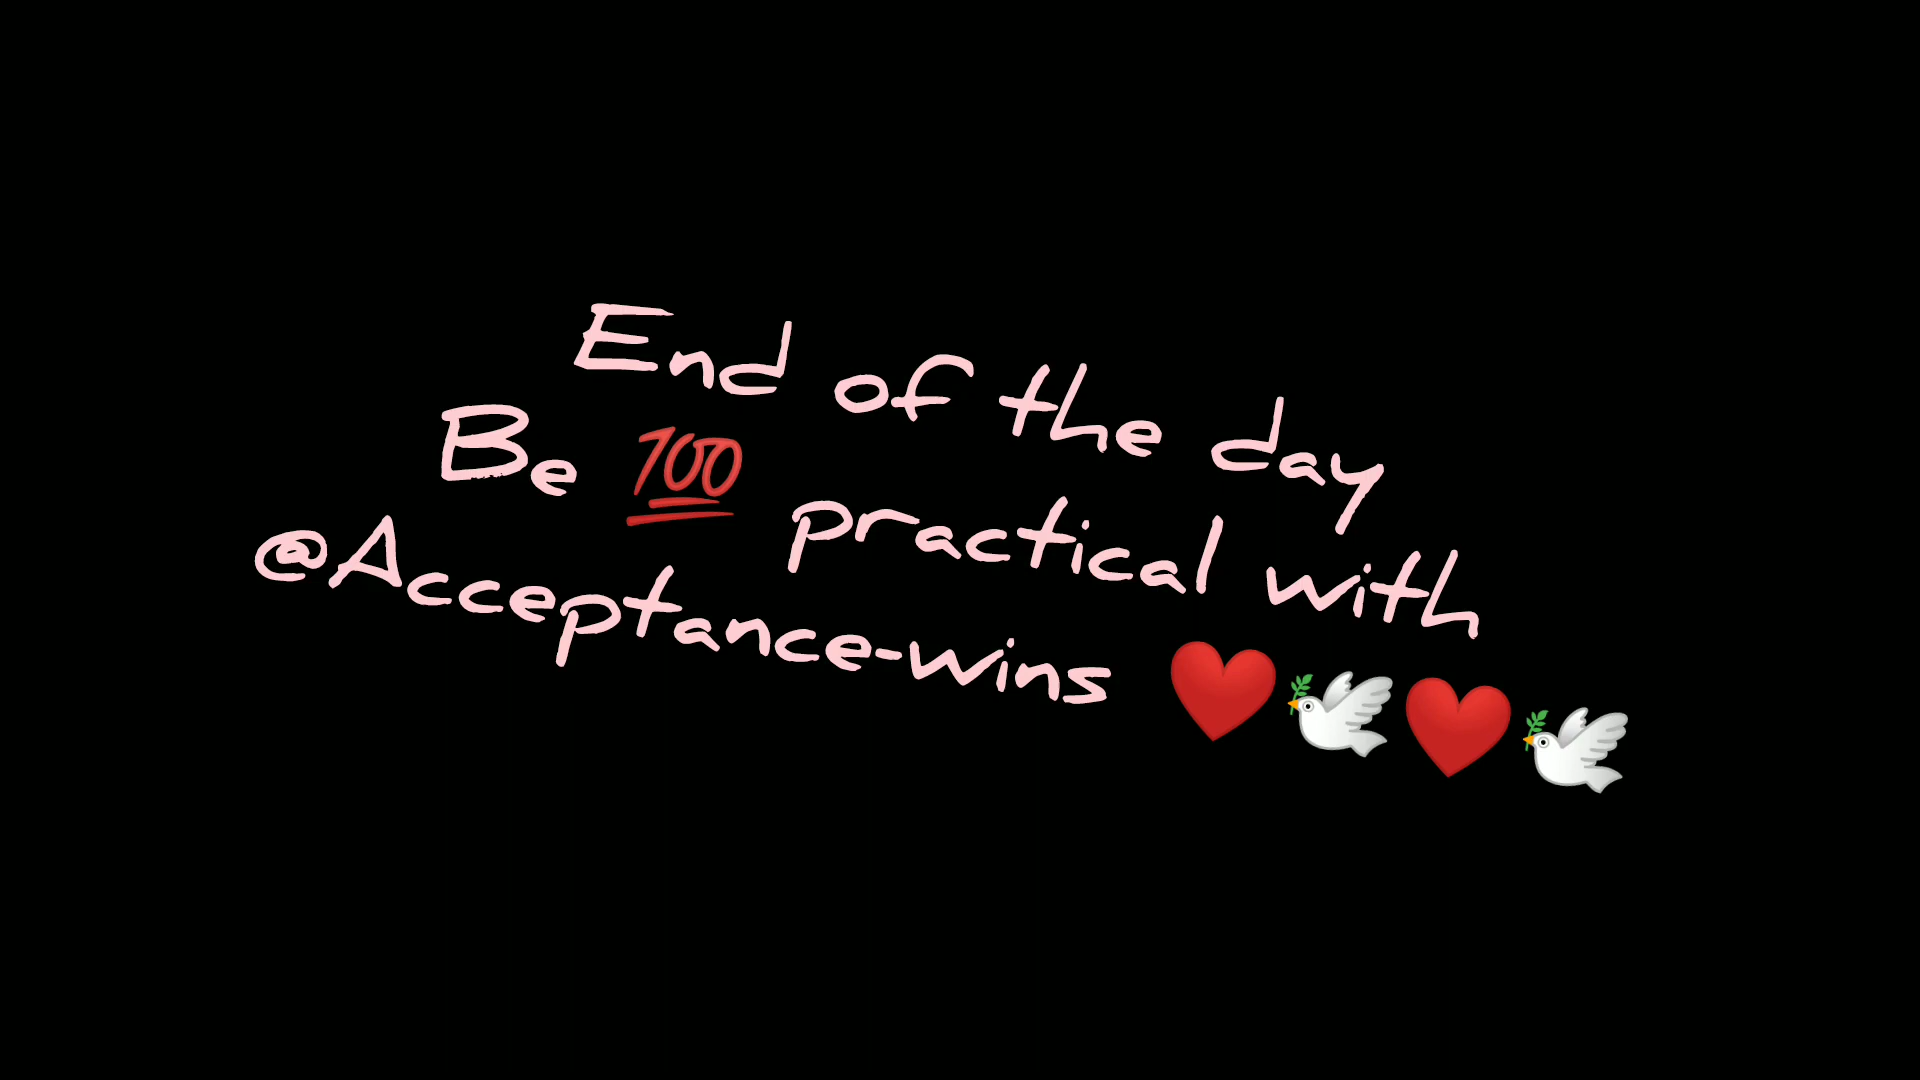 End of the day
Be 💯 practical with
@Acceptance-wins ❤️🕊️❤️🕊️